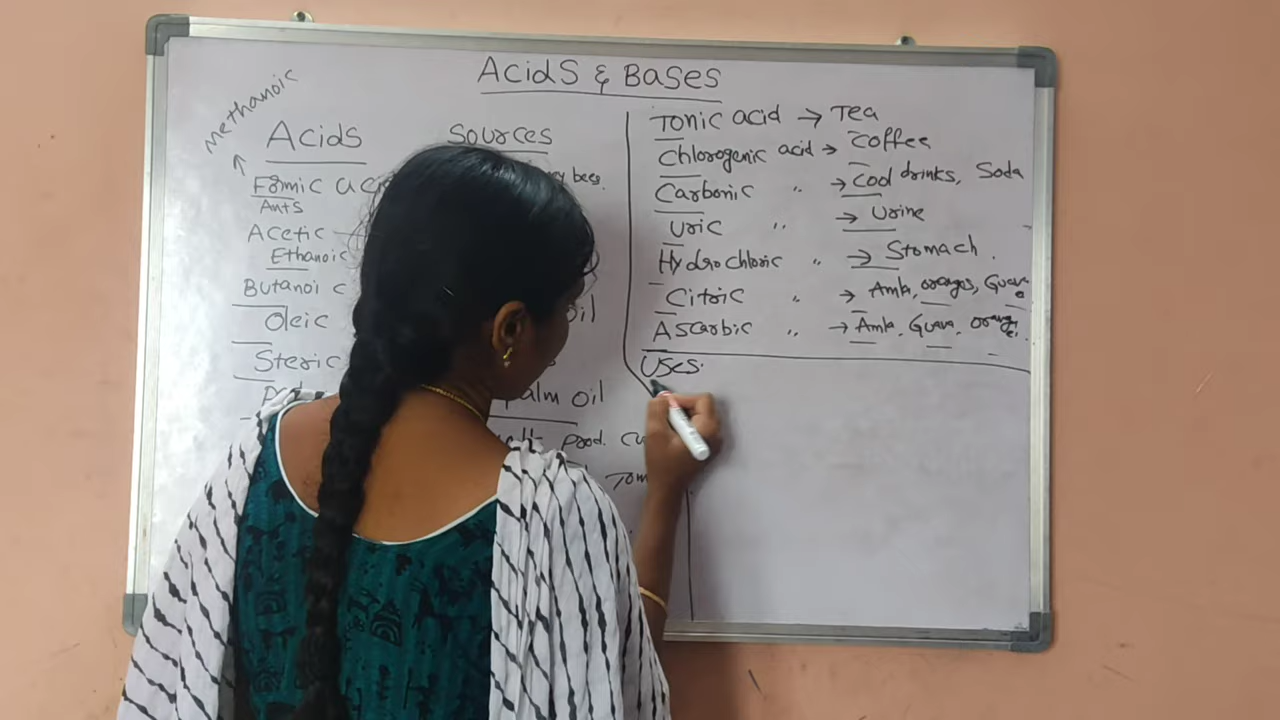 Acids & Bases
Methanoic
Acids Sources
Formic
Ants
bees.
Acetic
Ethanoic
Butanoic
Oleic oil
Steric
palm oil
prod.
Tonic acid → Tea
Chlorogenic acid → Coffee
Carbonic " → Cool drinks, Soda
Uric " → Urine
Hydrochloric " → Stomach.
Citric " → Amla, oranges, Guava
Ascarbic " → Amla, Guava, orange.
Uses.